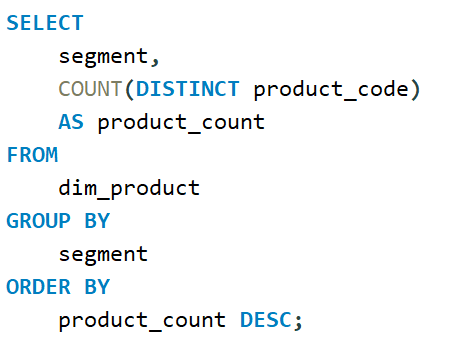 SELECT
segment,
COUNT(DISTINCT product_code)
AS product_count
FROM
dim_product
GROUP BY
segment
ORDER BY
product_count DESC;